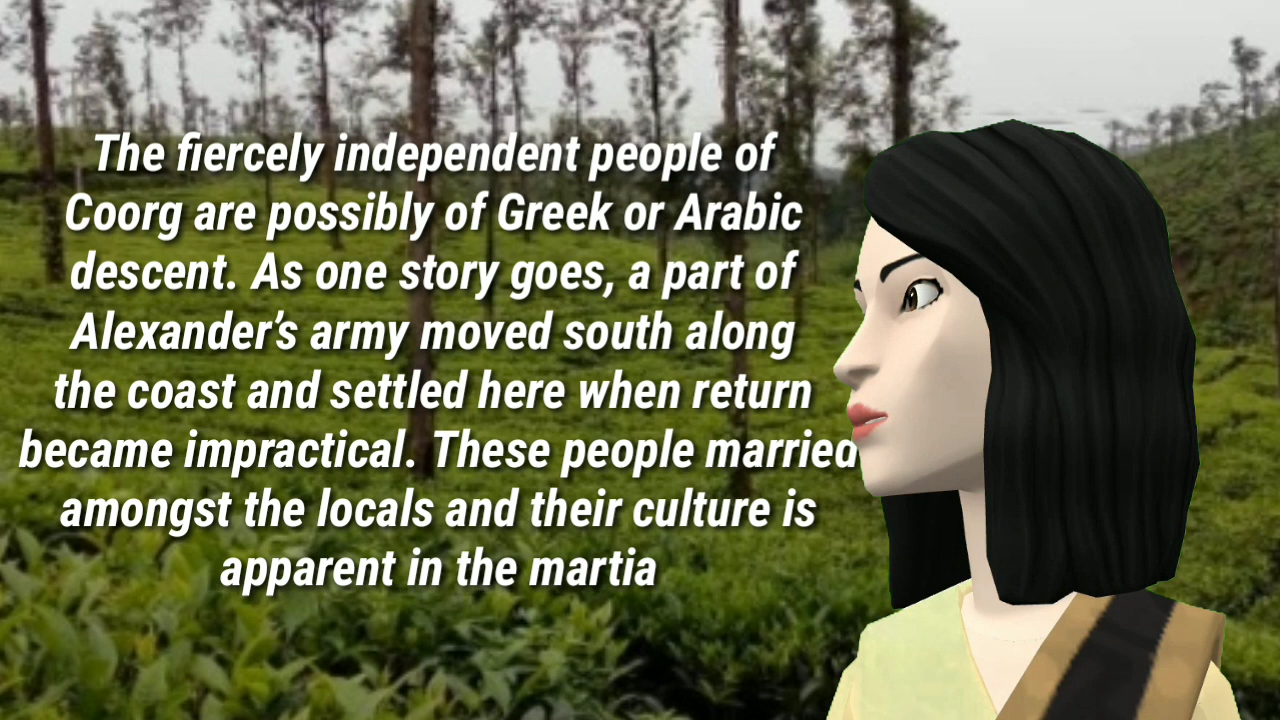 The fiercely independent people of
Coorg are possibly of Greek or Arabic
descent. As one story goes, a part of
Alexander’s army moved south along
the coast and settled here when return
became impractical. These people married
amongst the locals and their culture is
apparent in the martia